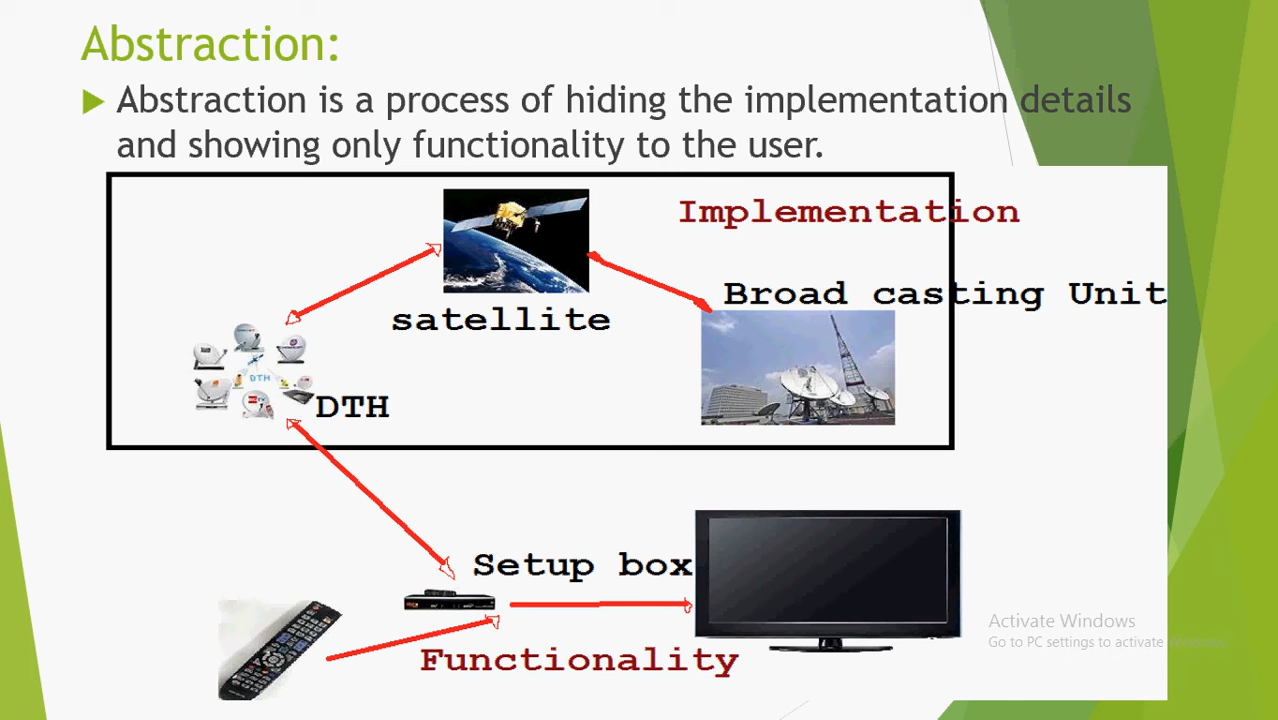 Abstraction:
Abstraction is a process of hiding the implementation details
and showing only functionality to the user.
Implementation
Broad casting Unit
satellite
DTH
DTH
Setup box
Functionality
Activate Windows
Go to PC settings to activate Windows.